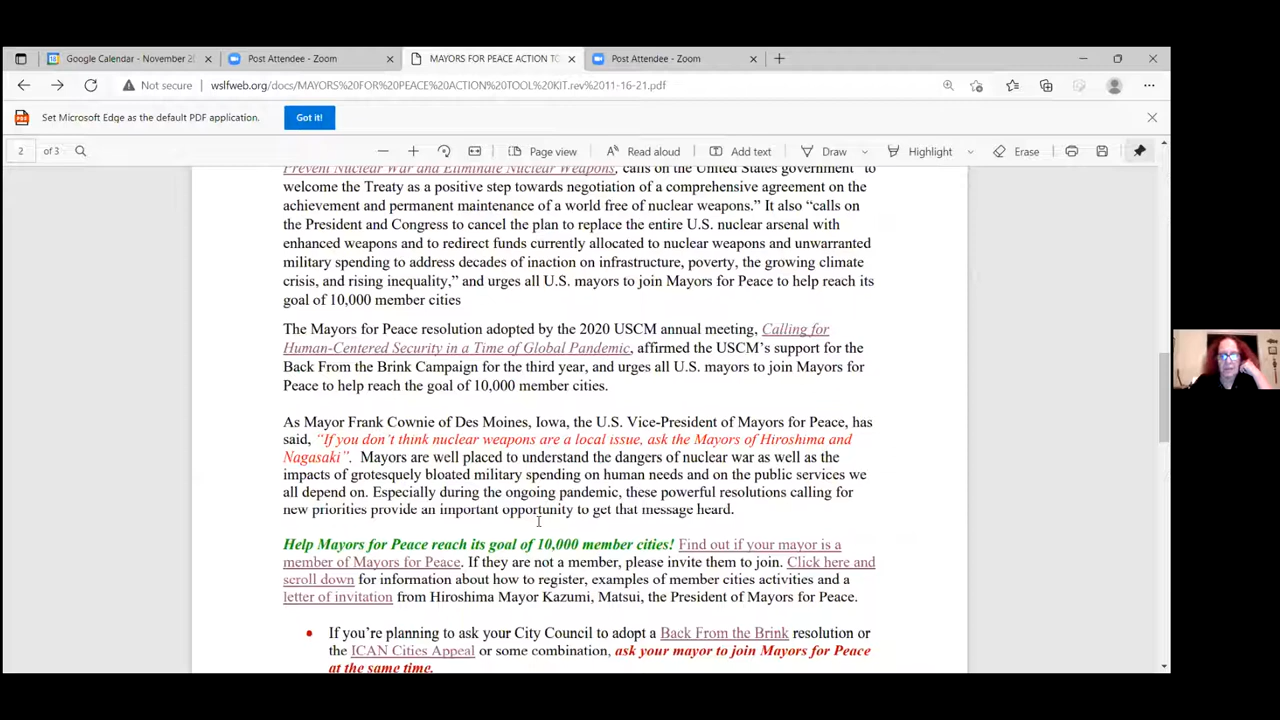 Google Calendar - November 2
Post Attendee - Zoom
MAYORS FOR PEACE ACTION TO
Post Attendee - Zoom
Not secure
wslfweb.org/docs/MAYORS%20FOR%20PEACE%20ACTION%20TOOL%20KIT.rev%2011-16-21.pdf
Set Microsoft Edge as the default PDF application.
Got it!
2 of 3
Page view
Read aloud
Add text
Draw
Highlight
Erase
Prevent Nuclear War and Eliminate Nuclear Weapons, calls on the United States government "to
welcome the Treaty as a positive step towards negotiation of a comprehensive agreement on the
achievement and permanent maintenance of a world free of nuclear weapons.” It also “calls on
the President and Congress to cancel the plan to replace the entire U.S. nuclear arsenal with
enhanced weapons and to redirect funds currently allocated to nuclear weapons and unwarranted
military spending to address decades of inaction on infrastructure, poverty, the growing climate
crisis, and rising inequality,” and urges all U.S. mayors to join Mayors for Peace to help reach its
goal of 10,000 member cities
The Mayors for Peace resolution adopted by the 2020 USCM annual meeting, Calling for
Human-Centered Security in a Time of Global Pandemic, affirmed the USCM’s support for the
Back From the Brink Campaign for the third year, and urges all U.S. mayors to join Mayors for
Peace to help reach the goal of 10,000 member cities.
As Mayor Frank Cownie of Des Moines, Iowa, the U.S. Vice-President of Mayors for Peace, has
said, “If you don’t think nuclear weapons are a local issue, ask the Mayors of Hiroshima and
Nagasaki”. Mayors are well placed to understand the dangers of nuclear war as well as the
impacts of grotesquely bloated military spending on human needs and on the public services we
all depend on. Especially during the ongoing pandemic, these powerful resolutions calling for
new priorities provide an important opportunity to get that message heard.
Help Mayors for Peace reach its goal of 10,000 member cities! Find out if your mayor is a
member of Mayors for Peace. If they are not a member, please invite them to join. Click here and
scroll down for information about how to register, examples of member cities activities and a
letter of invitation from Hiroshima Mayor Kazumi, Matsui, the President of Mayors for Peace.
• If you’re planning to ask your City Council to adopt a Back From the Brink resolution or
the ICAN Cities Appeal or some combination, ask your mayor to join Mayors for Peace
at the same time.